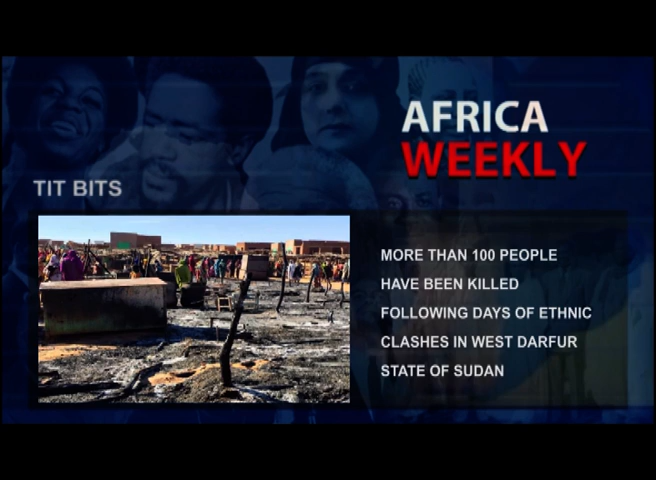 AFRICA
WEEKLY
TIT BITS
MORE THAN 100 PEOPLE
HAVE BEEN KILLED
FOLLOWING DAYS OF ETHNIC
CLASHES IN WEST DARFUR
STATE OF SUDAN